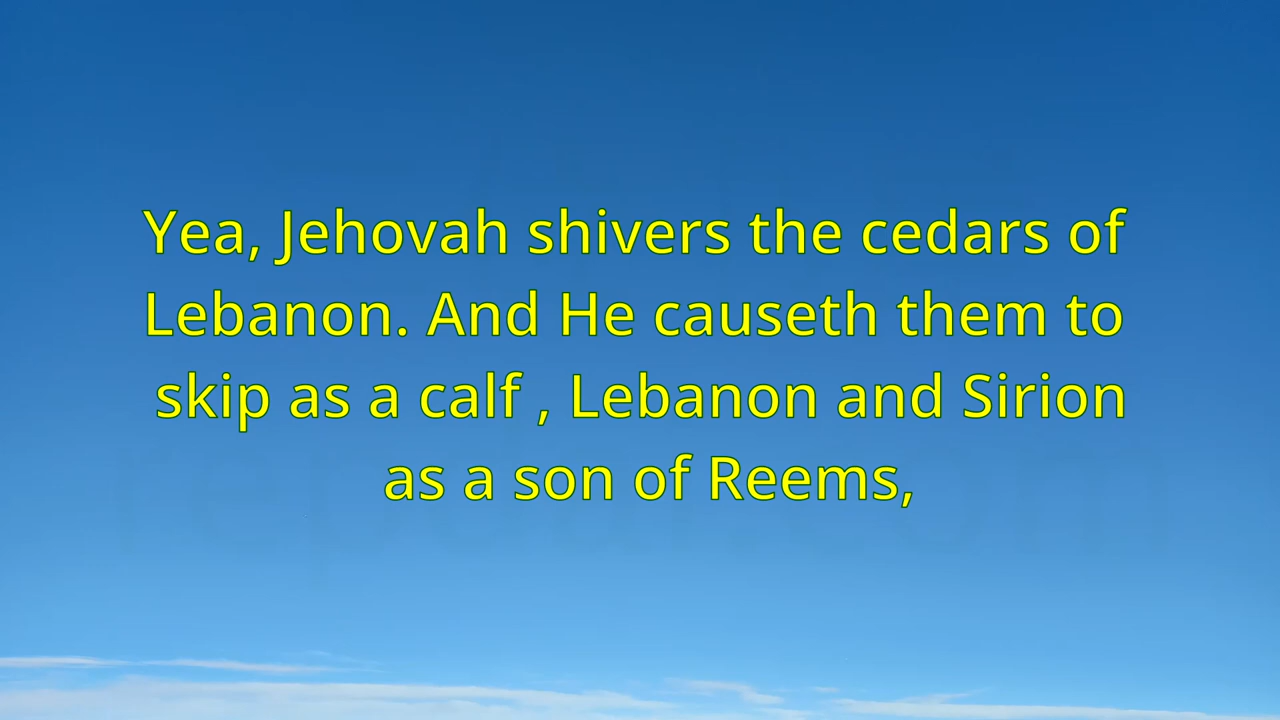 Yea, Jehovah shivers the cedars of
Lebanon. And He causeth them to
skip as a calf , Lebanon and Sirion
as a son of Reems,